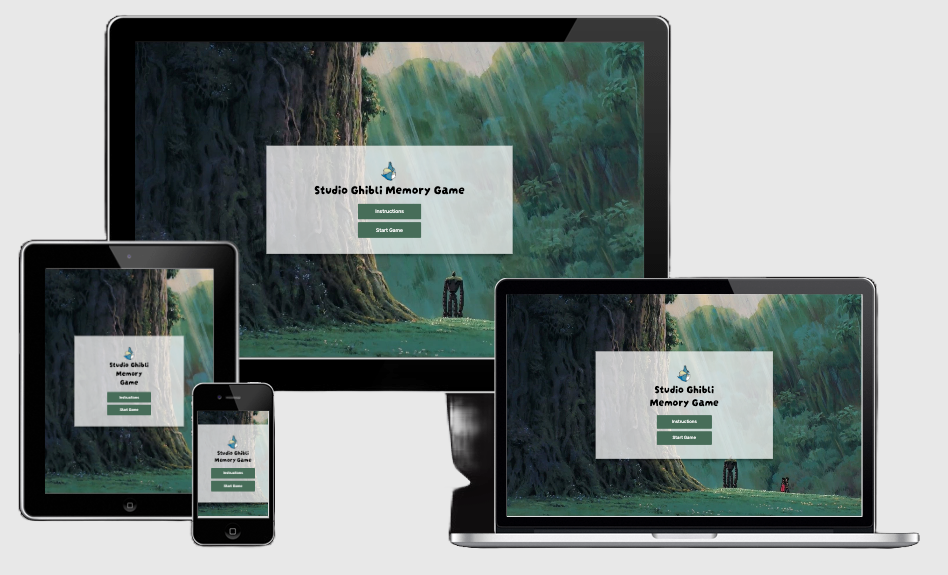 Studio Ghibli Memory Game
Instructions
Start Game
Studio Ghibli
Memory
Game
Instructions
Start Game
Studio Ghibli
Memory Game
Instructions
Start Game
Studio Ghibli
Memory Game
Instructions
Start Game